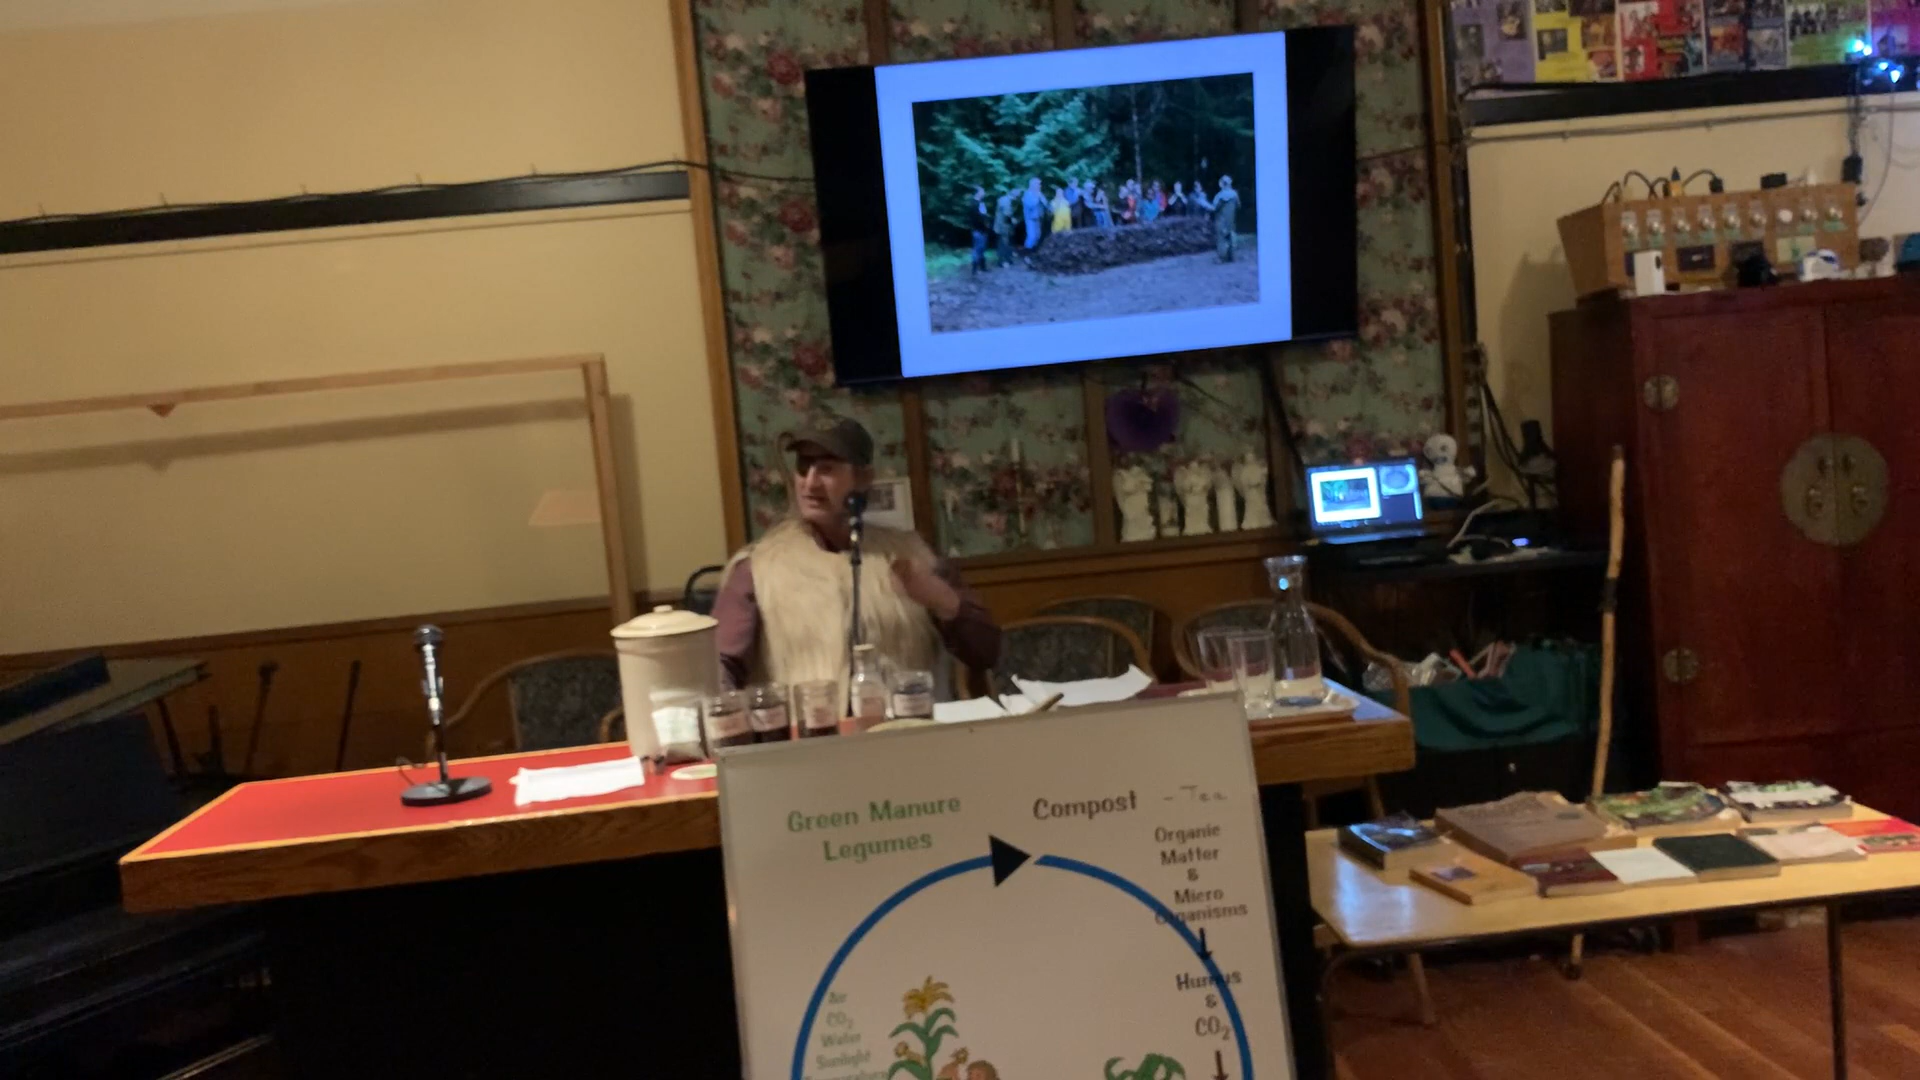 Green Manure
Legumes
Compost - Tea
Organic
Matter
&
Micro
Organisms
Humus
&
CO₂
Air
CO₂
Water
Sunlight